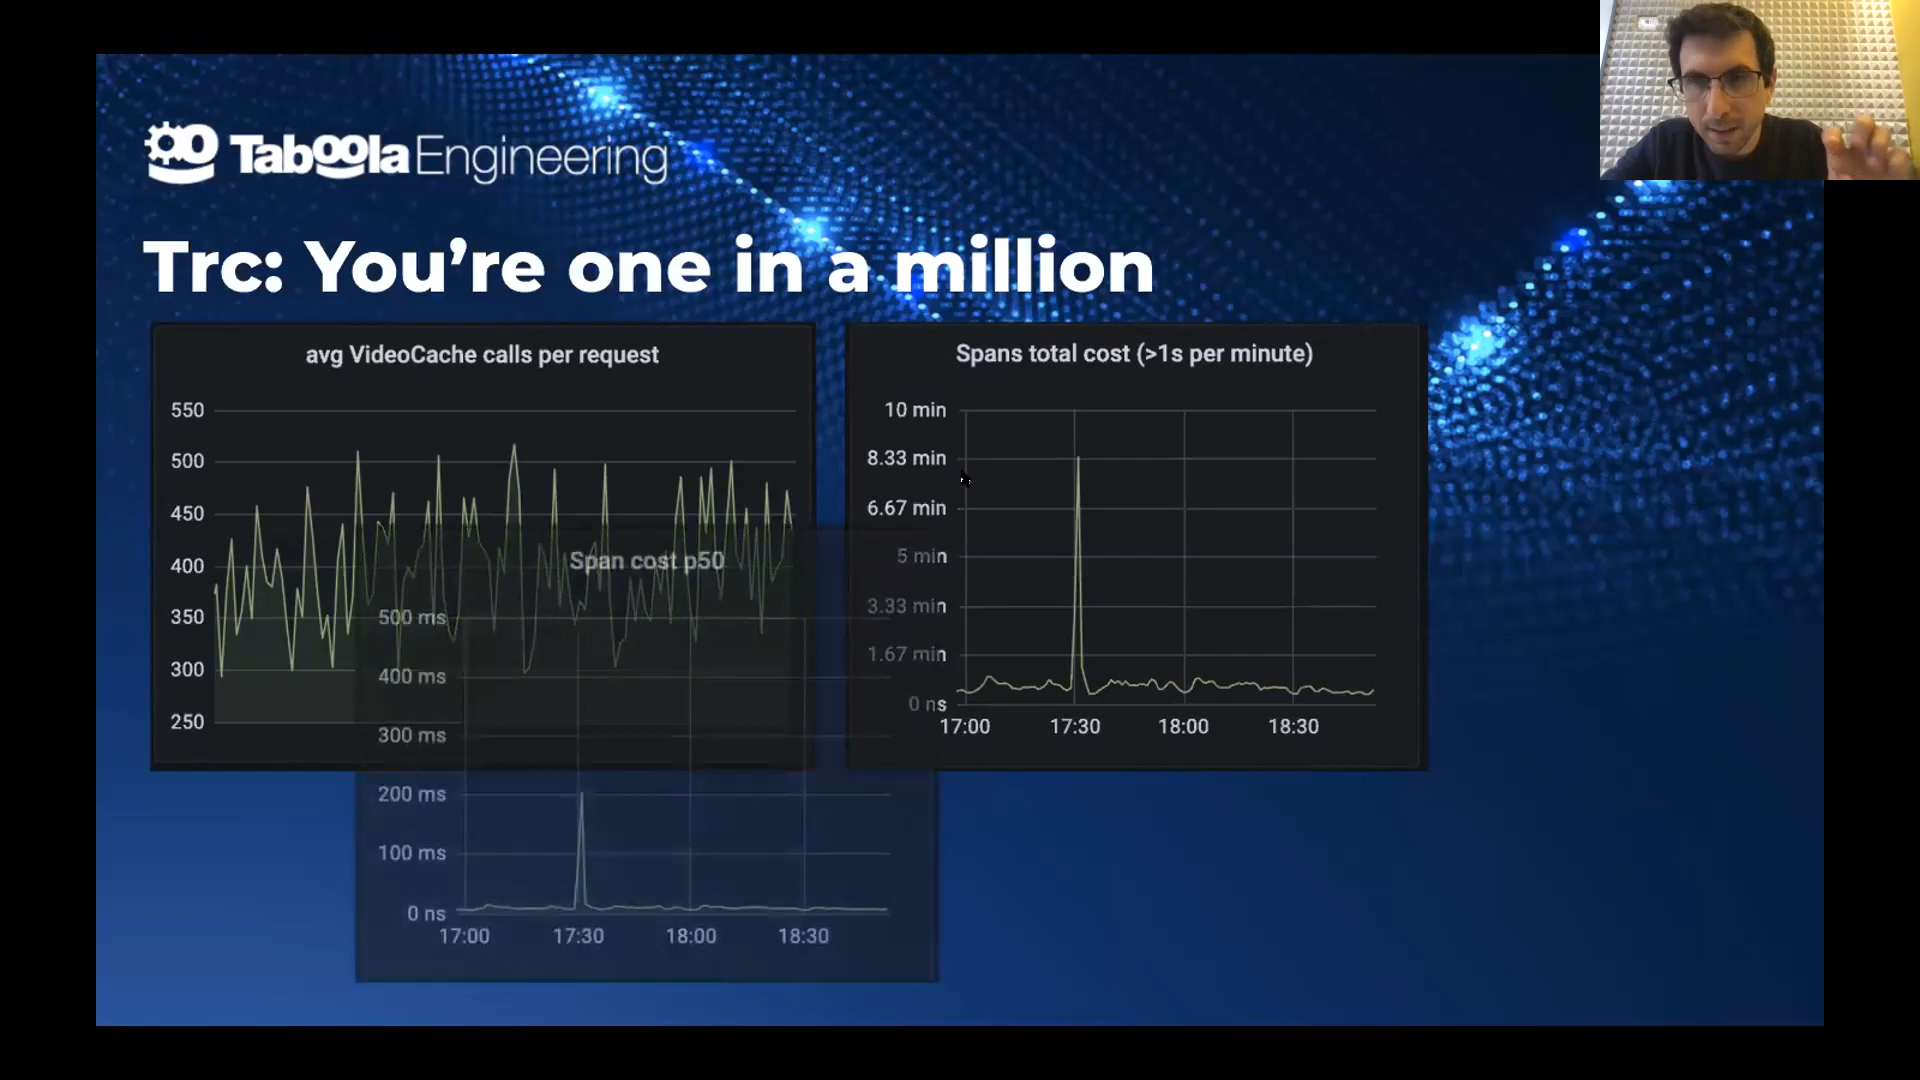 Taboola Engineering
Trc: You're one in a million
avg VideoCache calls per request
550
500
450
400
350
300
250
Spans total cost (>1s per minute)
10 min
8.33 min
6.67 min
5 min
3.33 min
1.67 min
0 ns
17:00 17:30 18:00 18:30
Span cost p50
500 ms
400 ms
300 ms
200 ms
100 ms
0 ns
17:00 17:30 18:00 18:30